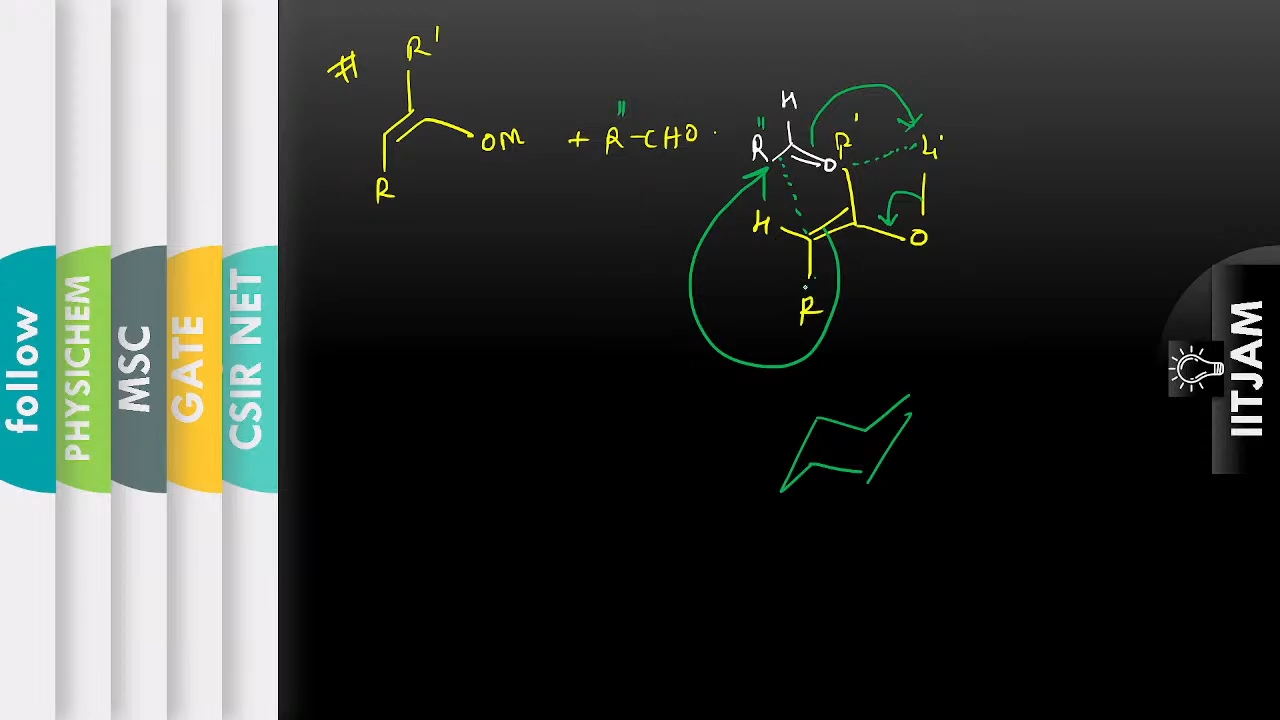 follow
PHYSICHEM
MSC
GATE
CSIR NET
# R'
R
OM
+ R''-CHO
H
R''
O
R'
Li
H
O
R
IITJAM